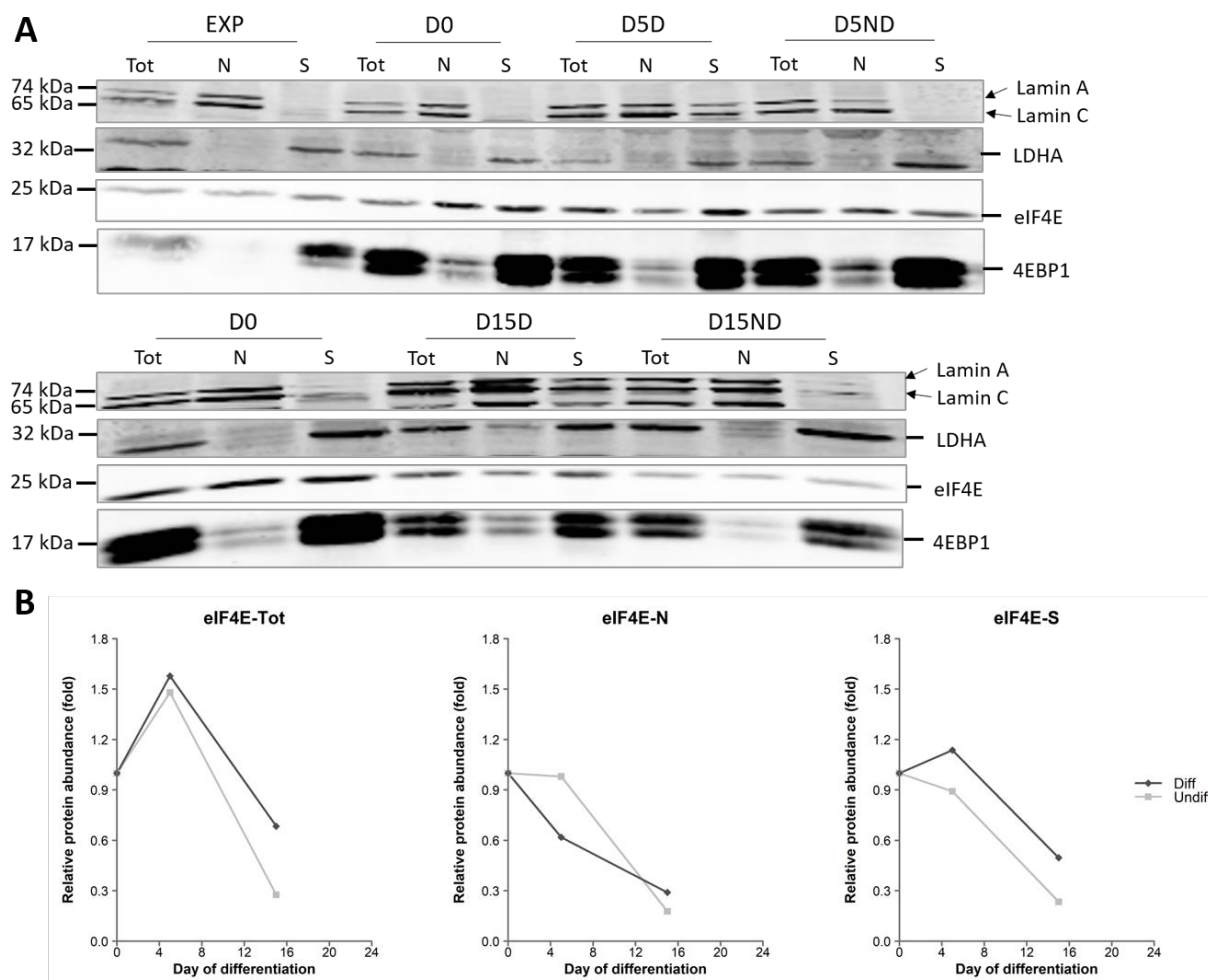 A
EXP D0 D5D D5ND
Tot N S Tot N S Tot N S Tot N S
74 kDa
65 kDa
Lamin A
Lamin C
32 kDa
LDHA
25 kDa
eIF4E
17 kDa
4EBP1
D0 D15D D15ND
Tot N S Tot N S Tot N S
74 kDa
65 kDa
Lamin A
Lamin C
32 kDa
LDHA
25 kDa
eIF4E
17 kDa
4EBP1
B
eIF4E-Tot
Relative protein abundance (fold)
1.8
1.5
1.2
0.9
0.6
0.3
0.0
0 4 8 12 16 20 24
Day of differentiation
eIF4E-N
Relative protein abundance (fold)
1.8
1.5
1.2
0.9
0.6
0.3
0.0
0 4 8 12 16 20 24
Day of differentiation
eIF4E-S
Relative protein abundance (fold)
1.8
1.5
1.2
0.9
0.6
0.3
0.0
0 4 8 12 16 20 24
Day of differentiation
Diff
Undif